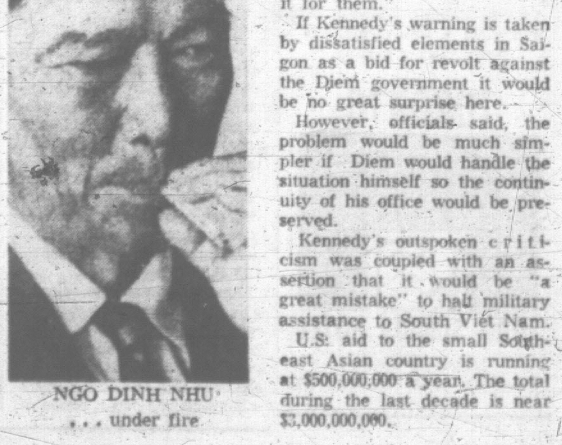 it for them.
If Kennedy's warning is taken
by dissatisfied elements in Sai-
gon as a bid for revolt against
the Diem government it would
be no great surprise here.
However, officials said, the
problem would be much sim-
pler if Diem would handle the
situation himself so the contin-
uity of his office would be pre-
served.
Kennedy's outspoken criti-
cism was coupled with an as-
sertion that it would be "a
great mistake" to halt military
assistance to South Viet Nam.
U.S. aid to the small South-
east Asian country is running
at $500,000,000 a year. The total
during the last decade is near
$3,000,000,000.
NGO DINH NHU
... under fire